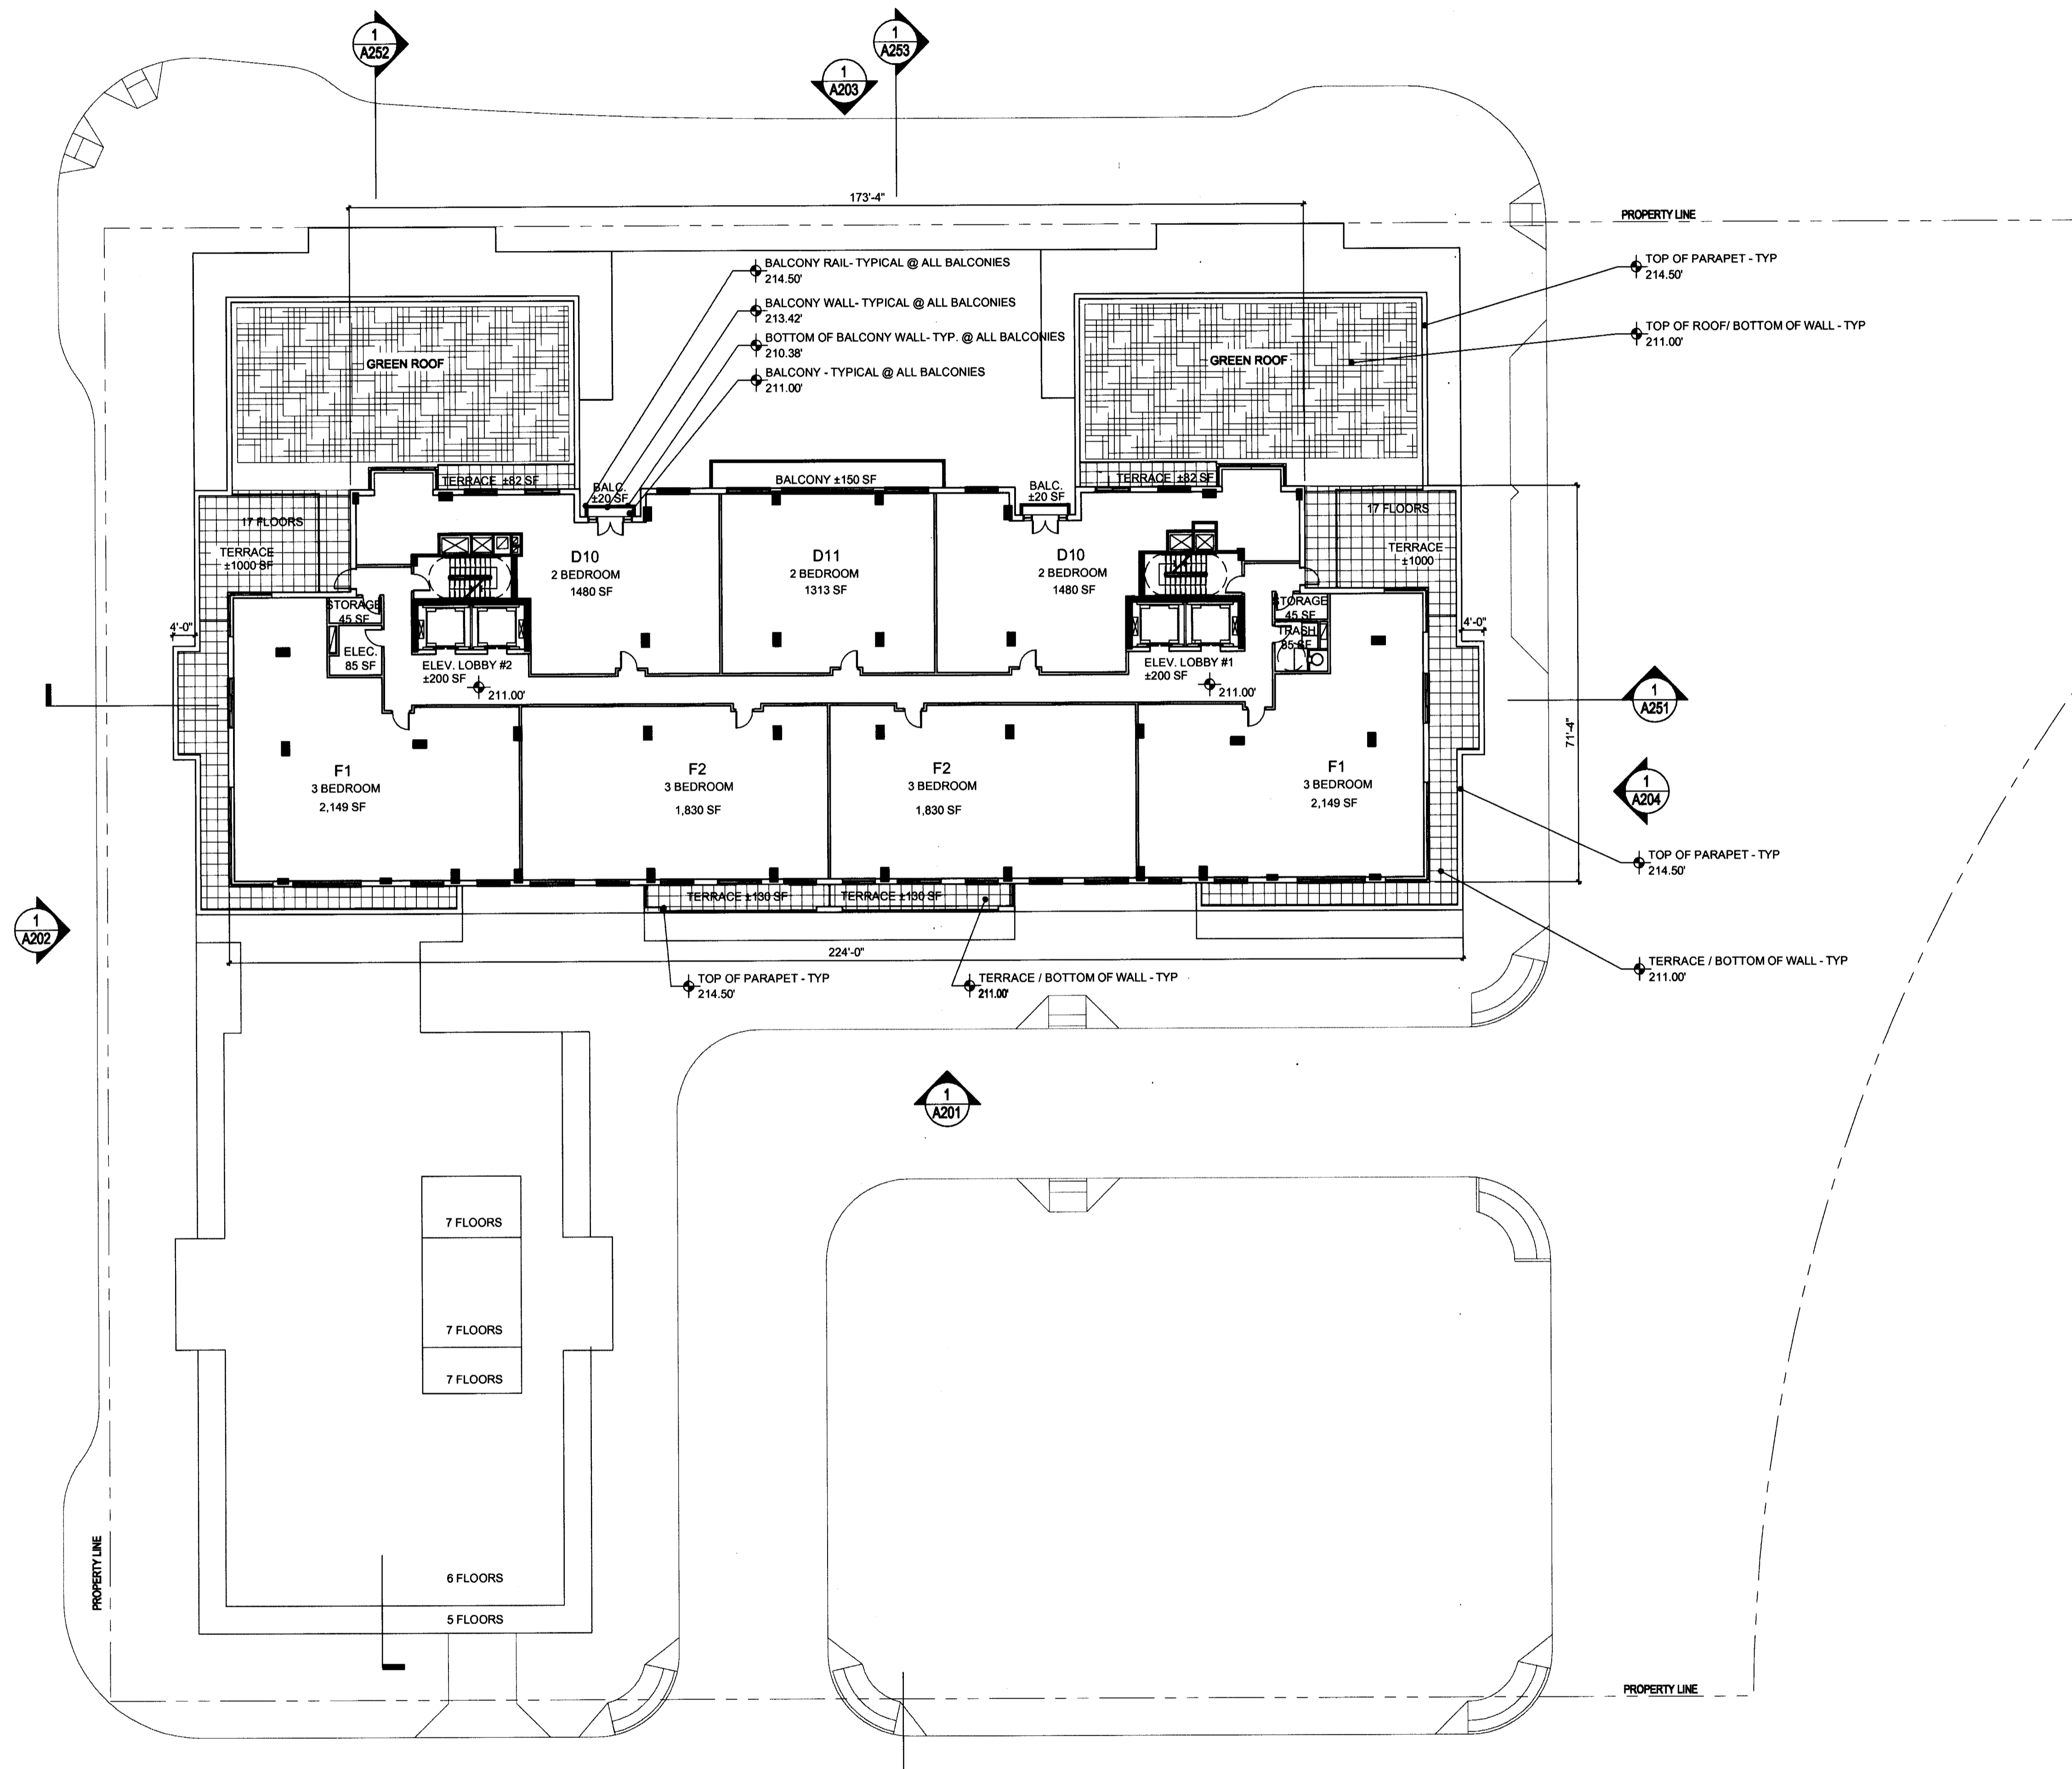 1
A252
1
A253
1
A203
173'-4"
PROPERTY LINE
BALCONY RAIL- TYPICAL @ ALL BALCONIES
214.50'
BALCONY WALL- TYPICAL @ ALL BALCONIES
213.42'
BOTTOM OF BALCONY WALL- TYP. @ ALL BALCONIES
210.38'
BALCONY - TYPICAL @ ALL BALCONIES
211.00'
TOP OF PARAPET - TYP
214.50'
TOP OF ROOF/ BOTTOM OF WALL - TYP
211.00'
GREEN ROOF
GREEN ROOF
TERRACE ±82 SF
BALC.
±20 SF
BALCONY ±150 SF
BALC.
±20 SF
TERRACE ±82 SF
17 FLOORS
TERRACE
±1000 SF
17 FLOORS
TERRACE
±1000
D10
2 BEDROOM
1480 SF
D11
2 BEDROOM
1313 SF
D10
2 BEDROOM
1480 SF
STORAGE
45 SF
ELEC.
85 SF
STORAGE
45 SF
TRASH
85 SF
4'-0"
4'-0"
ELEV. LOBBY #2
±200 SF
211.00'
ELEV. LOBBY #1
±200 SF
211.00'
1
A251
71'-4"
F1
3 BEDROOM
2,149 SF
F2
3 BEDROOM
1,830 SF
F2
3 BEDROOM
1,830 SF
F1
3 BEDROOM
2,149 SF
1
A204
TOP OF PARAPET - TYP
214.50'
TERRACE ±130 SF
TERRACE ±130 SF
1
A202
224'-0"
TOP OF PARAPET - TYP
214.50'
TERRACE / BOTTOM OF WALL - TYP
211.00'
TERRACE / BOTTOM OF WALL - TYP
211.00'
1
A201
7 FLOORS
7 FLOORS
7 FLOORS
6 FLOORS
5 FLOORS
PROPERTY LINE
PROPERTY LINE